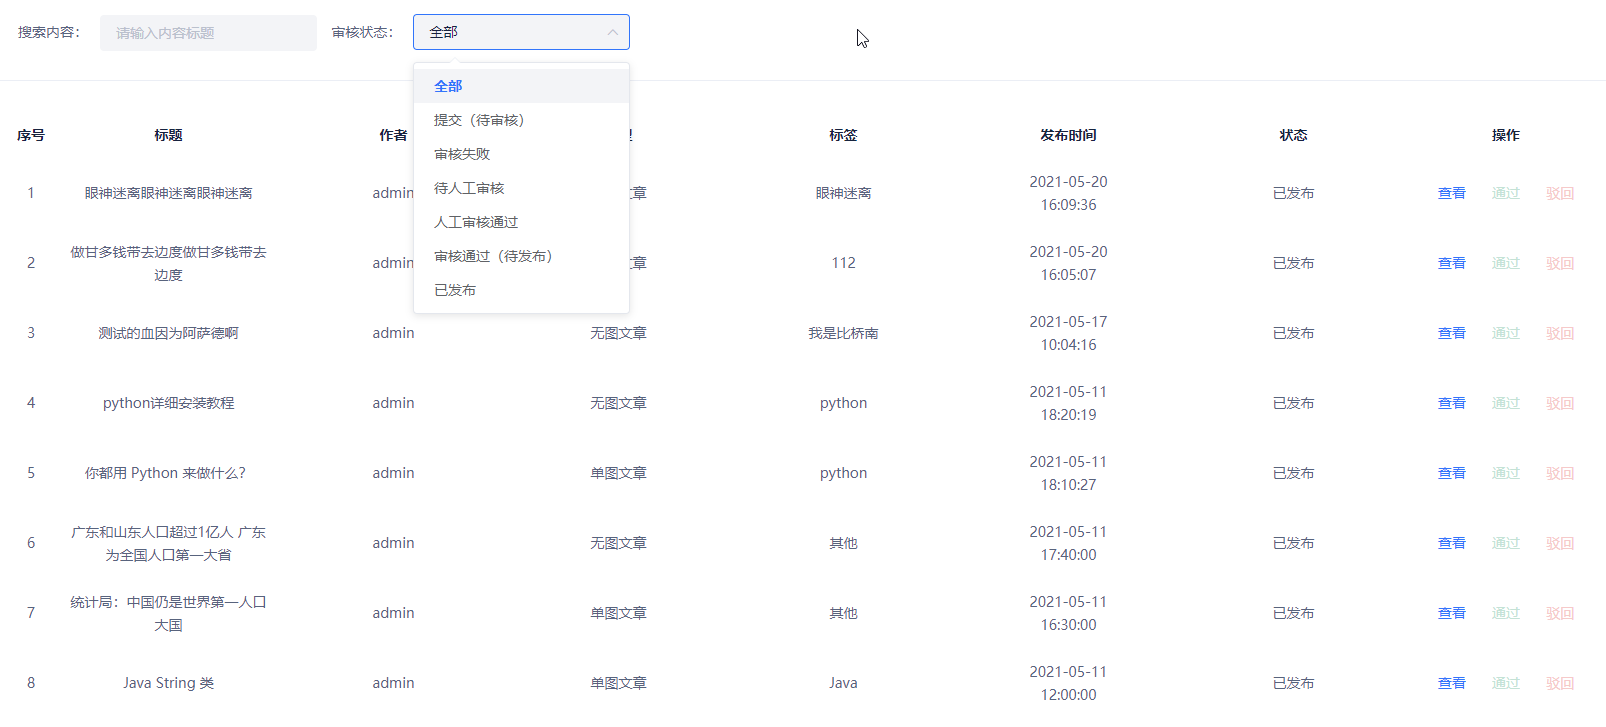 搜索内容： 请输入内容标题 审核状态： 全部
全部
提交（待审核）
审核失败
待人工审核
人工审核通过
审核通过（待发布）
已发布
序号 标题 作者 标签 发布时间 状态 操作
1 眼神迷离眼神迷离眼神迷离 admin 章 眼神迷离 2021-05-20 16:09:36 已发布 查看 通过 驳回
2 做甘多钱带去边度做甘多钱带去边度 admin 章 112 2021-05-20 16:05:07 已发布 查看 通过 驳回
3 测试的血因为阿萨德啊 admin 无图文章 我是比桥南 2021-05-17 10:04:16 已发布 查看 通过 驳回
4 python详细安装教程 admin 无图文章 python 2021-05-11 18:20:19 已发布 查看 通过 驳回
5 你都用 Python 来做什么? admin 单图文章 python 2021-05-11 18:10:27 已发布 查看 通过 驳回
6 广东和山东人口超过1亿人 广东为全国人口第一大省 admin 无图文章 其他 2021-05-11 17:40:00 已发布 查看 通过 驳回
7 统计局：中国仍是世界第一人口大国 admin 单图文章 其他 2021-05-11 16:30:00 已发布 查看 通过 驳回
8 Java String 类 admin 单图文章 Java 2021-05-11 12:00:00 已发布 查看 通过 驳回